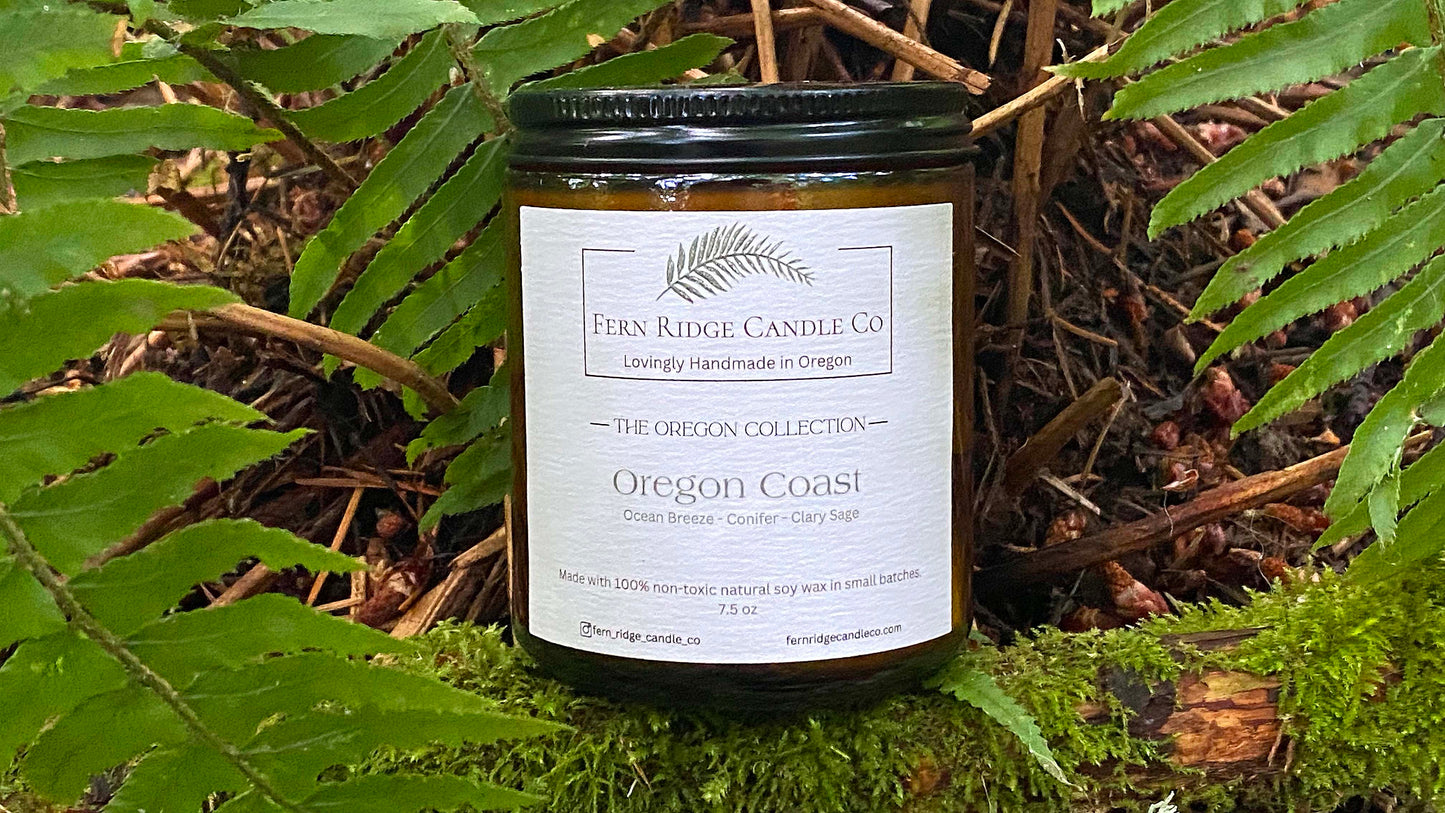 Fern Ridge Candle Co
Lovingly Handmade in Oregon
THE OREGON COLLECTION
Oregon Coast
Ocean Breeze - Conifer - Clary Sage
Made with 100% non-toxic natural soy wax in small batches.
7.5 oz
fern_ridge_candle_co
fernridgecandleco.com